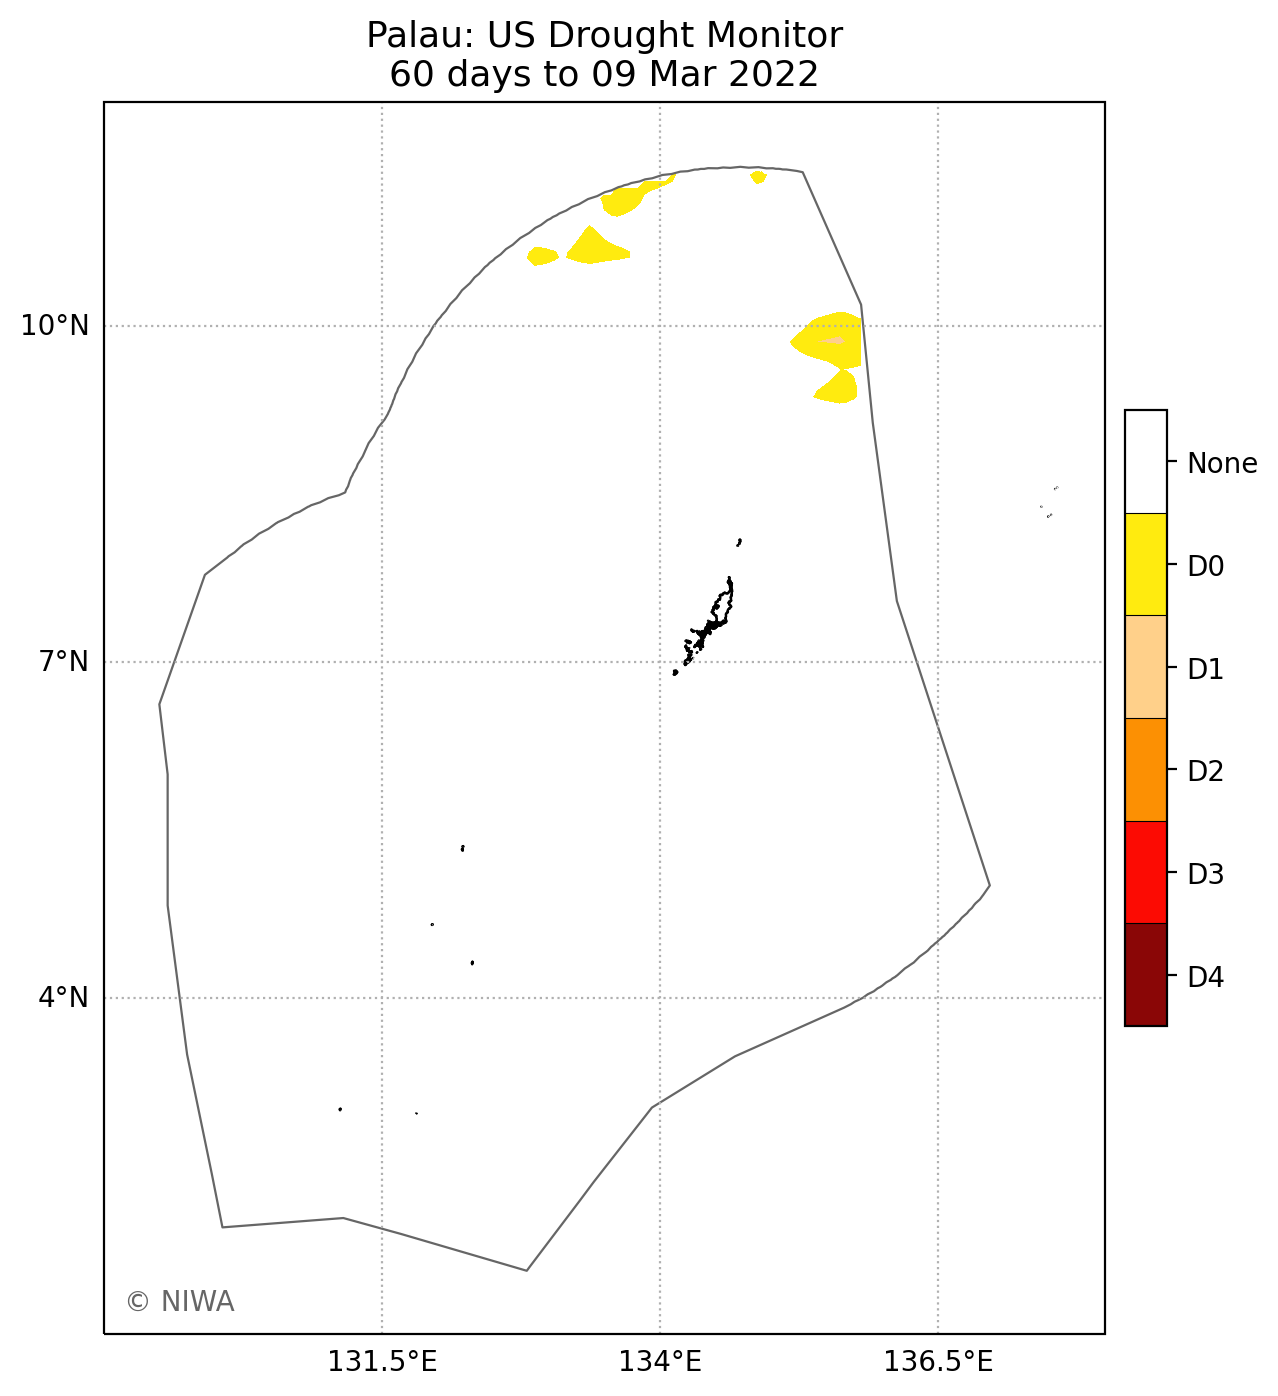 Palau: US Drought Monitor
60 days to 09 Mar 2022
10°N
7°N
4°N
131.5°E
134°E
136.5°E
None
D0
D1
D2
D3
D4
© NIWA